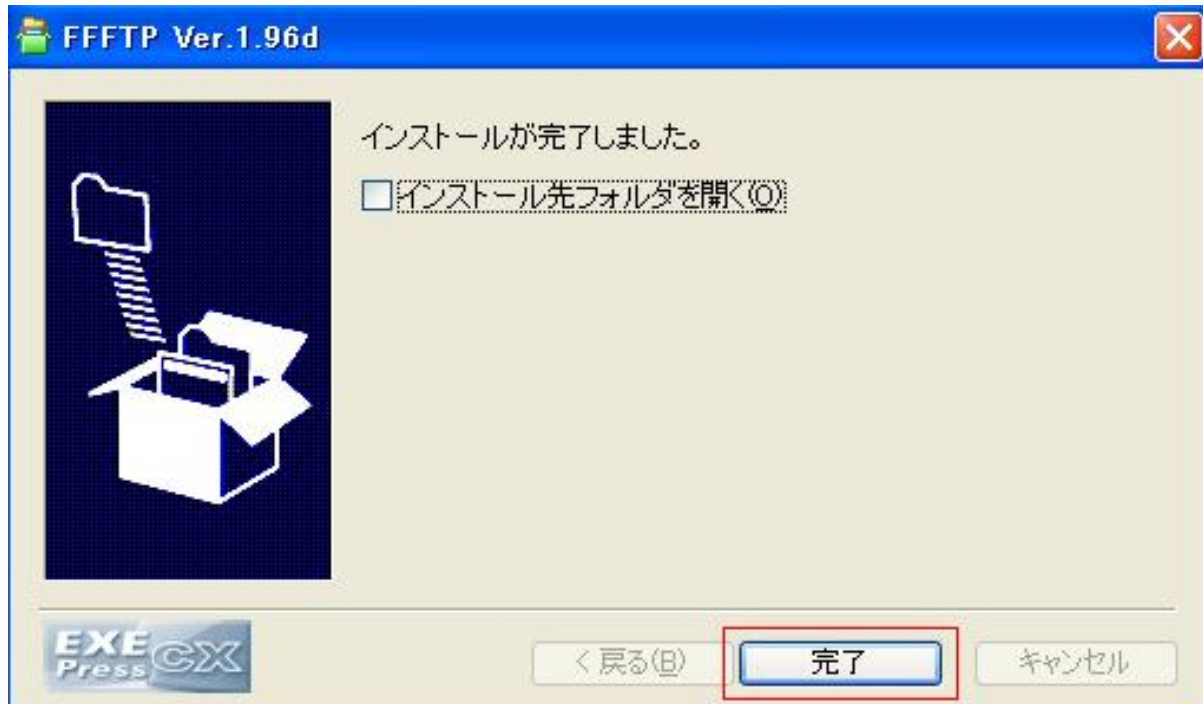 FFFTP Ver.1.96d
インストールが完了しました。
インストール先フォルダを開く(O)
EXE
Press CX
< 戻る(B)
完了
キャンセル